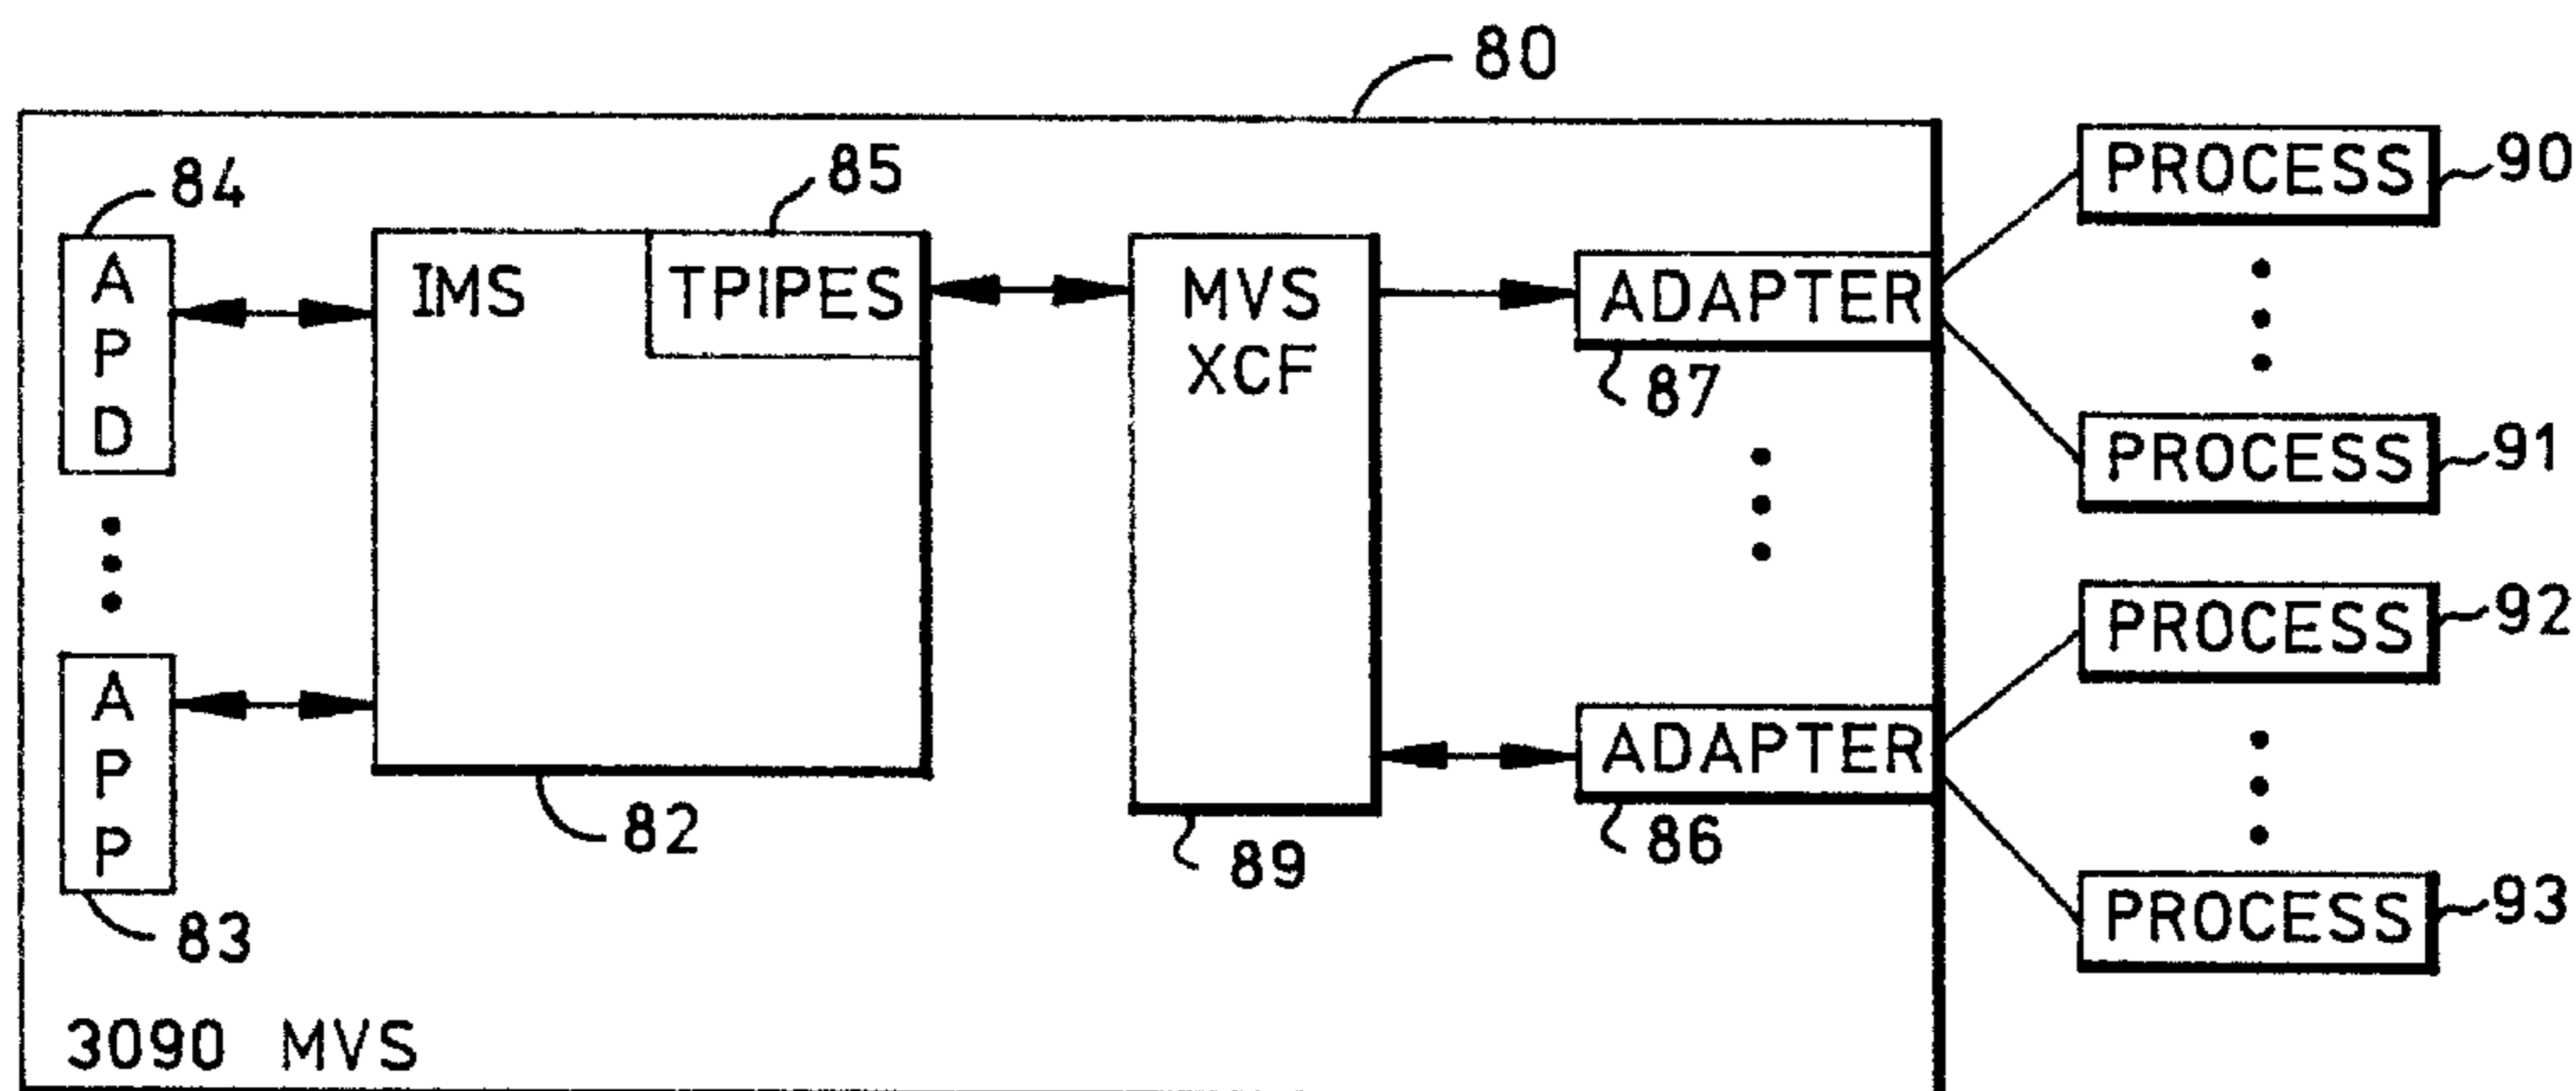 80
84
85
A
P
D
IMS
TPIPES
MVS
XCF
ADAPTER
87
PROCESS
90
PROCESS
91
A
P
P
83
82
89
ADAPTER
86
PROCESS
92
PROCESS
93
3090 MVS